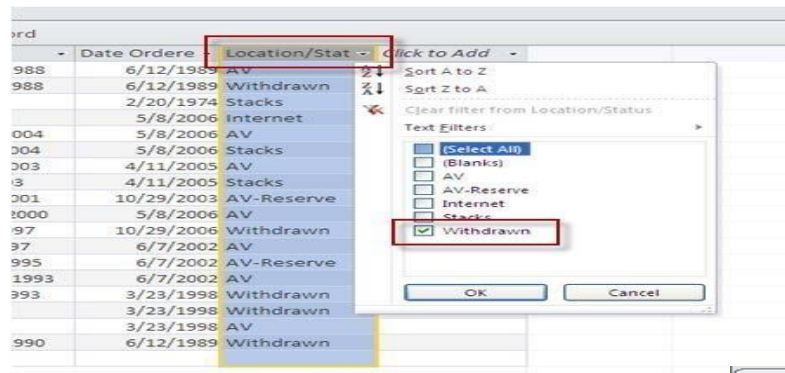 ord
Date Ordere Location/Stat Click to Add
988 6/12/1989 AV
988 6/12/1989 Withdrawn
2/20/1974 Stacks
5/8/2006 Internet
004 5/8/2006 AV
004 5/8/2006 Stacks
003 4/11/2005 AV
3 4/11/2005 Stacks
001 10/29/2003 AV-Reserve
2000 5/8/2006 AV
97 10/29/2006 Withdrawn
97 6/7/2002 AV
995 6/7/2002 AV-Reserve
1993 6/7/2002 AV
993 3/23/1998 Withdrawn
3/23/1998 Withdrawn
3/23/1998 AV
990 6/12/1989 Withdrawn
Sort A to Z
Sort Z to A
Clear filter from Location/Status
Text Filters
(Select All)
(Blanks)
AV
AV-Reserve
Internet
Stacks
Withdrawn
OK Cancel